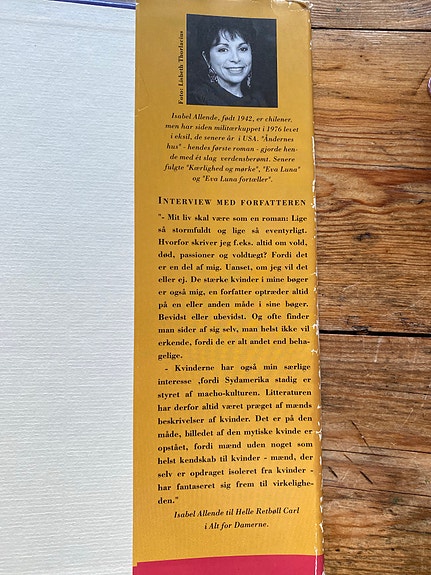 Foto: Lisbeth Thorlacius
Isabel Allende, født 1942, er chilener,
men har siden militærkuppet i 1976 levet
i eksil, de senere år i USA. "Åndernes
hus" - hendes første roman - gjorde hen-
de med ét slag verdensberømt. Senere
fulgte "Kærlighed og mørke", "Eva Luna"
og "Eva Luna fortæller".
INTERVIEW MED FORFATTEREN
"- Mit liv skal være som en roman: Lige
så stormfuldt og lige så eventyrligt.
Hvorfor skriver jeg f.eks. altid om vold,
død, passioner og voldtægt? Fordi det
er en del af mig. Uanset, om jeg vil det
eller ej. De stærke kvinder i mine bøger
er også mig, en forfatter optræder altid
på en eller anden måde i sine bøger.
Bevidst eller ubevidst. Og ofte finder
man sider af sig selv, man helst ikke vil
erkende, fordi de er alt andet end beha-
gelige.
- Kvinderne har også min særlige
interesse ,fordi Sydamerika stadig er
styret af macho-kulturen. Litteraturen
har derfor altid været præget af mænds
beskrivelser af kvinder. Det er på den
måde, billedet af den mytiske kvinde er
opstået, fordi mænd uden noget som
helst kendskab til kvinder - mænd, der
selv er opdraget isoleret fra kvinder -
har fantaseret sig frem til virkelighe-
den."
Isabel Allende til Helle Retbøll Carl
i Alt for Damerne.